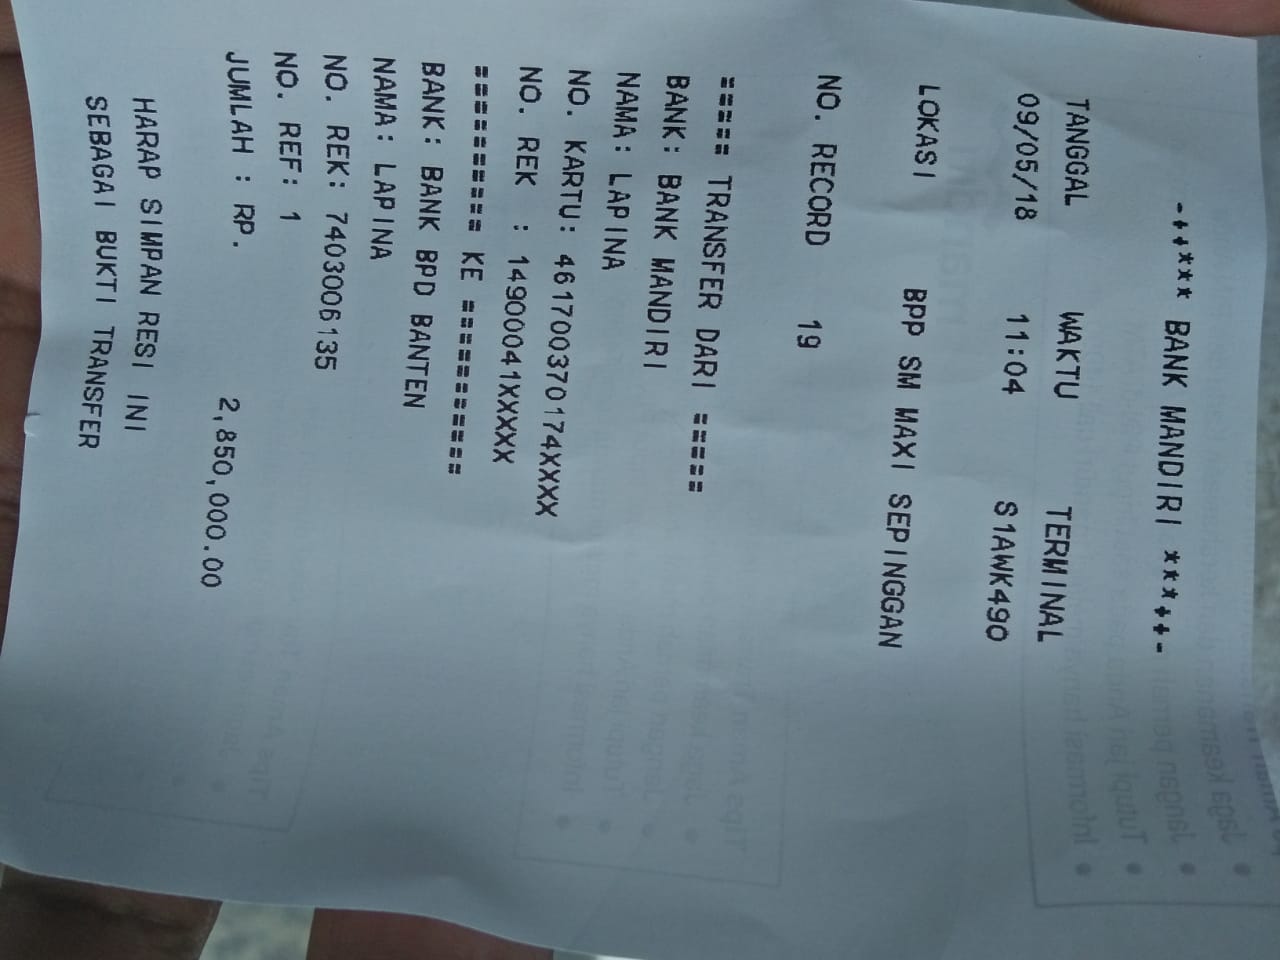 -++*** BANK MANDIRI ***++-
TANGGAL WAKTU TERMINAL
09/05/18 11:04 S1AWK490
LOKASI BPP SM MAXI SEPINGGAN
NO. RECORD 19
===== TRANSFER DARI =====
BANK: BANK MANDIRI
NAMA: LAPINA
NO. KARTU: 461700370174XXXX
NO. REK : 14900041XXXXX
========== KE ===========
BANK: BANK BPD BANTEN
NAMA: LAPINA
NO. REK: 7403006135
NO. REF: 1
JUMLAH : RP. 2,850,000.00
HARAP SIMPAN RESI INI
SEBAGAI BUKTI TRANSFER